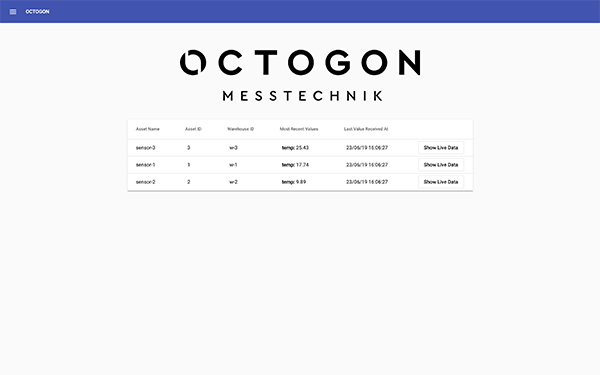 OCTOGON
OCTOGON
MESSTECHNIK
Asset Name Asset ID Warehouse ID Most Recent Values Last Value Received At
sensor-3 3 w-3 temp: 25.43 23/06/19 16:06:27 Show Live Data
sensor-1 1 w-1 temp: 17.74 23/06/19 16:06:27 Show Live Data
sensor-2 2 w-2 temp: 9.89 23/06/19 16:06:27 Show Live Data